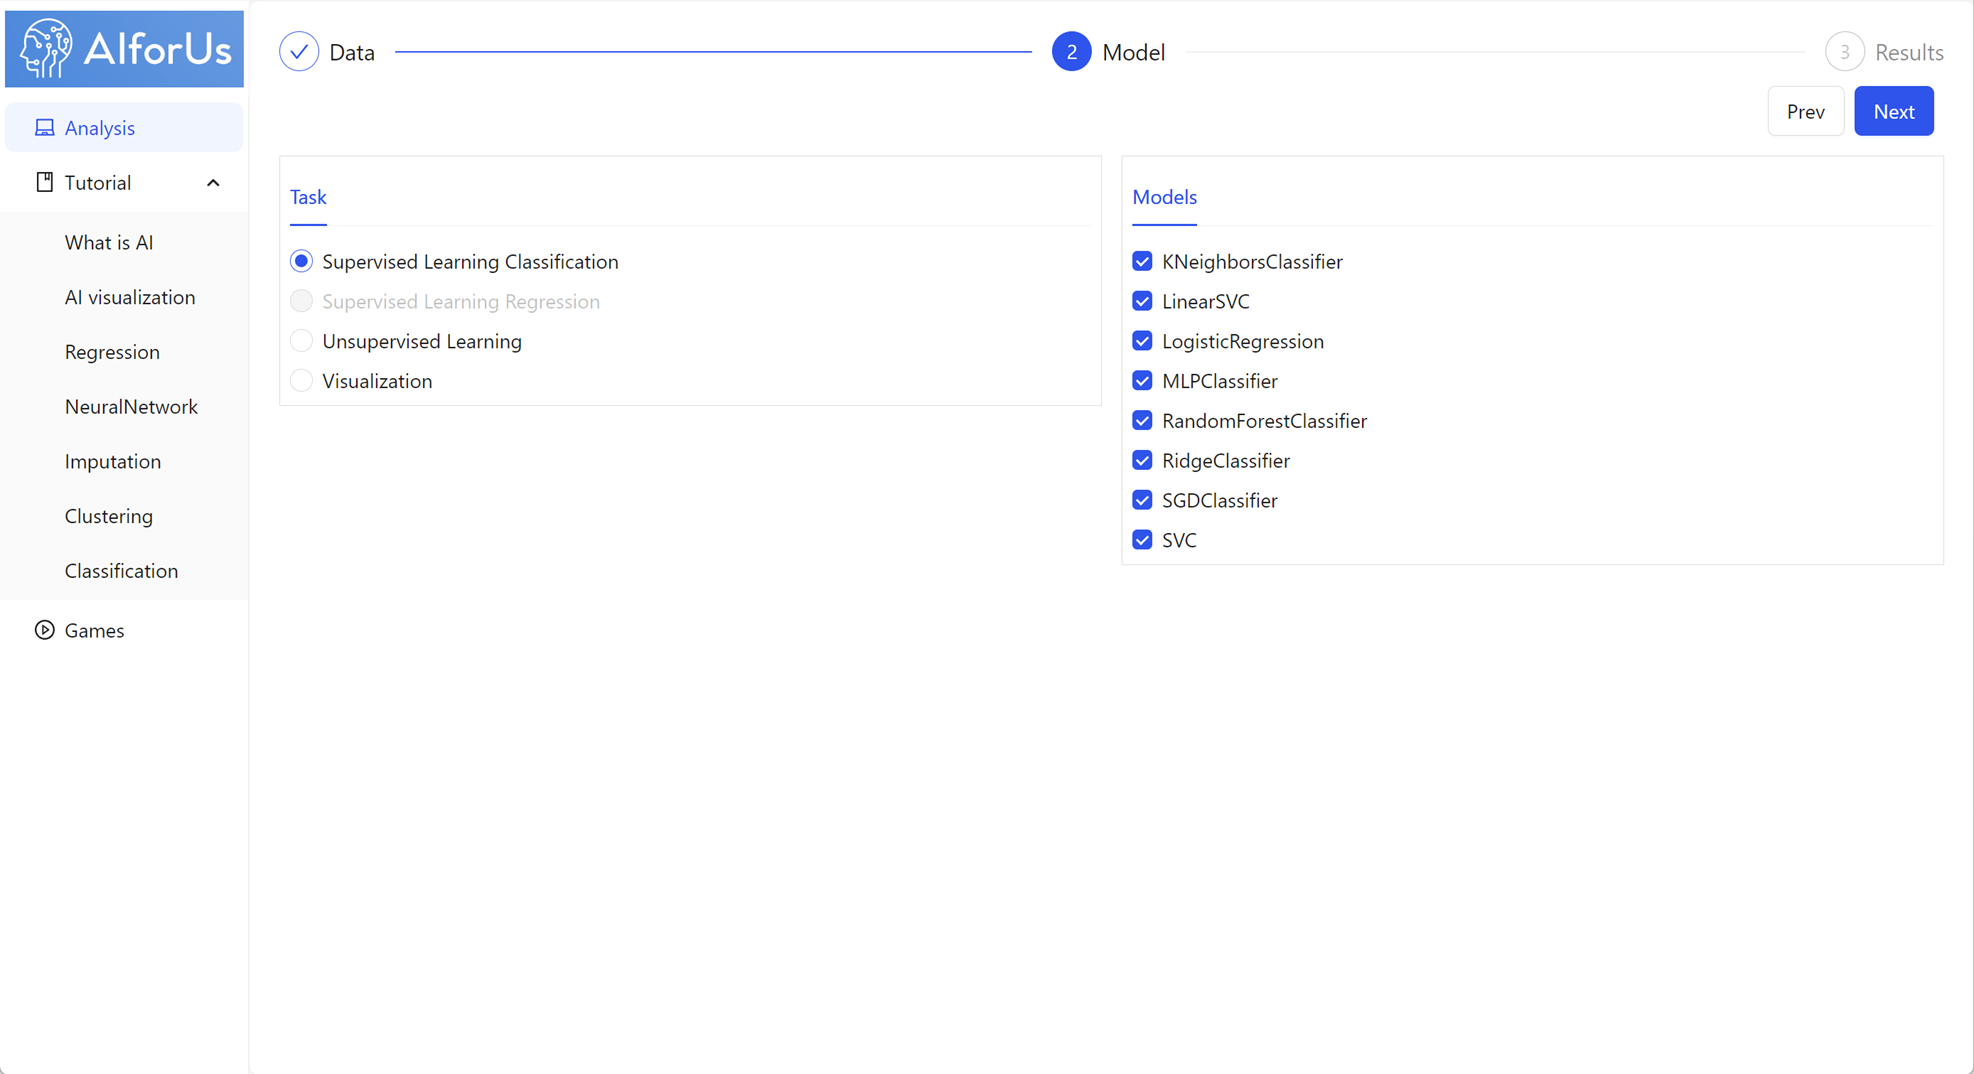 AIforUs
Data
2 Model
3 Results
Prev Next
Analysis
Tutorial
What is AI
AI visualization
Regression
NeuralNetwork
Imputation
Clustering
Classification
Games
Task
Supervised Learning Classification
Supervised Learning Regression
Unsupervised Learning
Visualization
Models
KNeighborsClassifier
LinearSVC
LogisticRegression
MLPClassifier
RandomForestClassifier
RidgeClassifier
SGDClassifier
SVC